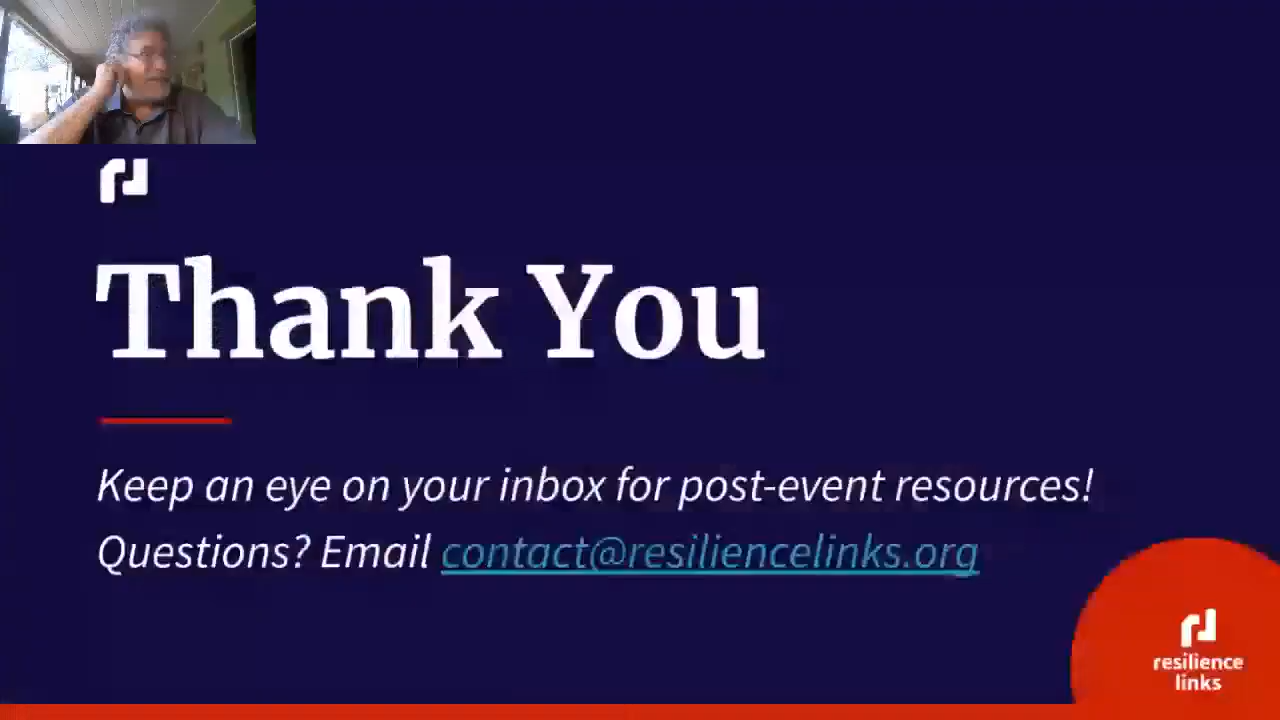 Thank You
Keep an eye on your inbox for post-event resources!
Questions? Email contact@resiliencelinks.org
resilience
links